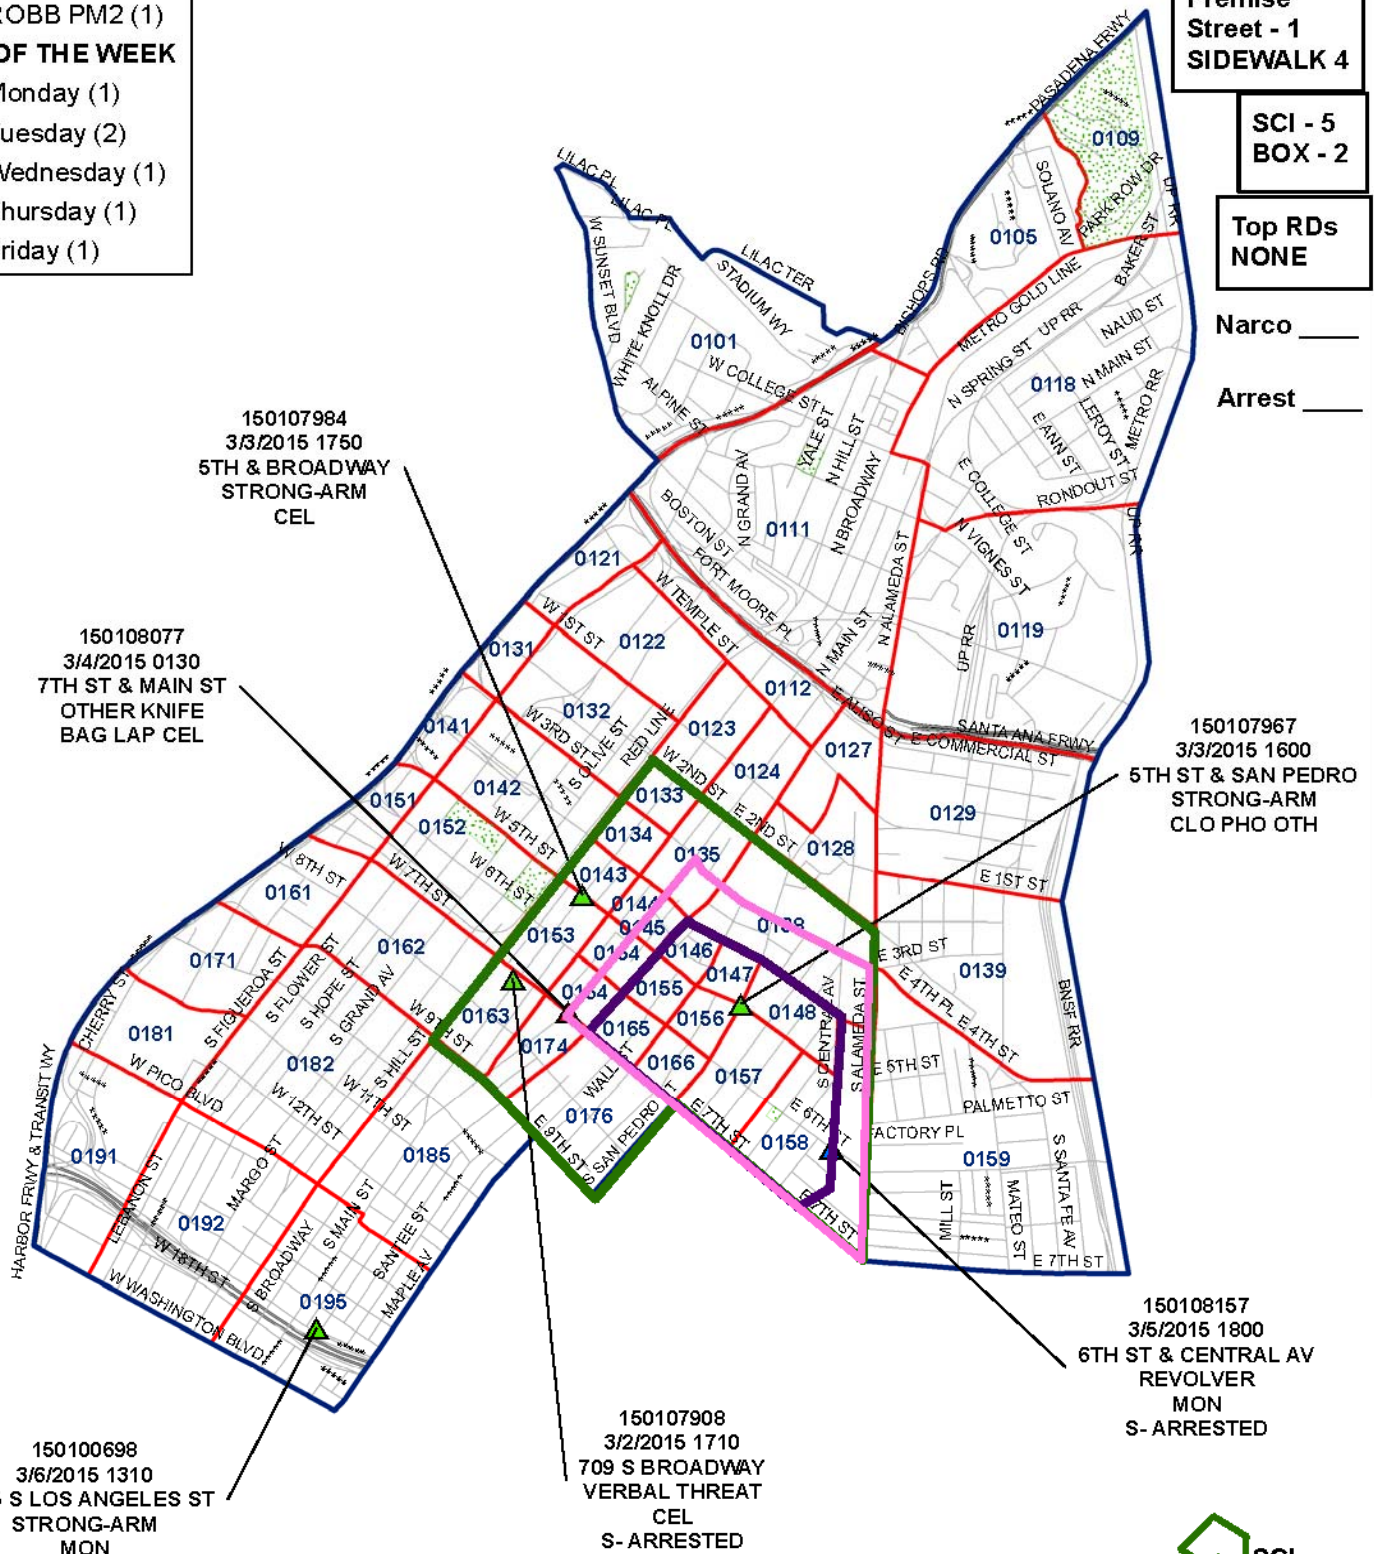 ROBB PM2 (1)
OF THE WEEK
Monday (1)
Tuesday (2)
Wednesday (1)
Thursday (1)
Friday (1)
Premise
Street - 1
SIDEWALK 4
SCI - 5
BOX - 2
Top RDs
NONE
Narco ____
Arrest ____
PASADENA FRWY
0109
SOLANO AV
PARK ROW DR
UP RR
0105
BAKER ST
LILAC PL
LILAC PL
LILAC TER
W SUNSET BLVD
WHITE KNOLL DR
STADIUM WY
BISHOPS RD
METRO GOLD LINE
UP RR
NAUD ST
0101
W COLLEGE ST
N SPRING ST
0118
N MAIN ST
ALPINE ST
YALE ST
N HILL ST
LEROY ST
METRO RR
E ANN ST
150107984
3/3/2015 1750
5TH & BROADWAY
STRONG-ARM
CEL
N GRAND AV
N BROADWAY
E COLLEGE ST
RONDOUT ST
BOSTON ST
0111
N VIGNES ST
UP RR
0121
FORT MOORE PL
N ALAMEDA ST
W TEMPLE ST
W 1ST ST
0122
N MAIN ST
UP RR
0119
150108077
3/4/2015 0130
7TH ST & MAIN ST
OTHER KNIFE
BAG LAP CEL
0131
0112
E ALISO ST
0132
0141
W 3RD ST
S OLIVE ST
RED LINE
0123
SANTA ANA FRWY
E COMMERCIAL ST
0127
W 2ND ST
0124
150107967
3/3/2015 1600
5TH ST & SAN PEDRO
STRONG-ARM
CLO PHO OTH
0151
0142
0133
E 2ND ST
0129
0152
W 5TH ST
0134
0128
0135
W 8TH ST
W 7TH ST
W 6TH ST
0143
E 1ST ST
0161
0144
0138
0145
0153
0154
0146
E 3RD ST
0162
0171
0147
0139
S FIGUEROA ST
S FLOWER ST
S HOPE ST
S GRAND AV
0164
0155
E 4TH PL
E 4TH ST
BNSF RR
CHERRY ST
W 9TH ST
0163
0156
0148
0165
S CENTRAL AV
S ALAMEDA ST
0181
0174
0166
0182
S HILL ST
WALL ST
0157
E 5TH ST
W PICO BLVD
W 12TH ST
W 11TH ST
0176
E 7TH ST
E 6TH ST
PALMETTO ST
FACTORY PL
HARBOR FRWY & TRANSIT WY
0191
0185
E 9TH ST
S SAN PEDRO
0158
0159
MARGO ST
LEBANON ST
S MAIN ST
E 7TH ST
MILL ST
MATEO ST
S SANTA FE AV
0192
W 18TH ST
S BROADWAY
SANTEE ST
MAPLE AV
E 7TH ST
W WASHINGTON BLVD
0195
150108157
3/5/2015 1800
6TH ST & CENTRAL AV
REVOLVER
MON
S- ARRESTED
150107908
3/2/2015 1710
709 S BROADWAY
VERBAL THREAT
CEL
S- ARRESTED
150100698
3/6/2015 1310
S LOS ANGELES ST
STRONG-ARM
MON
SCI